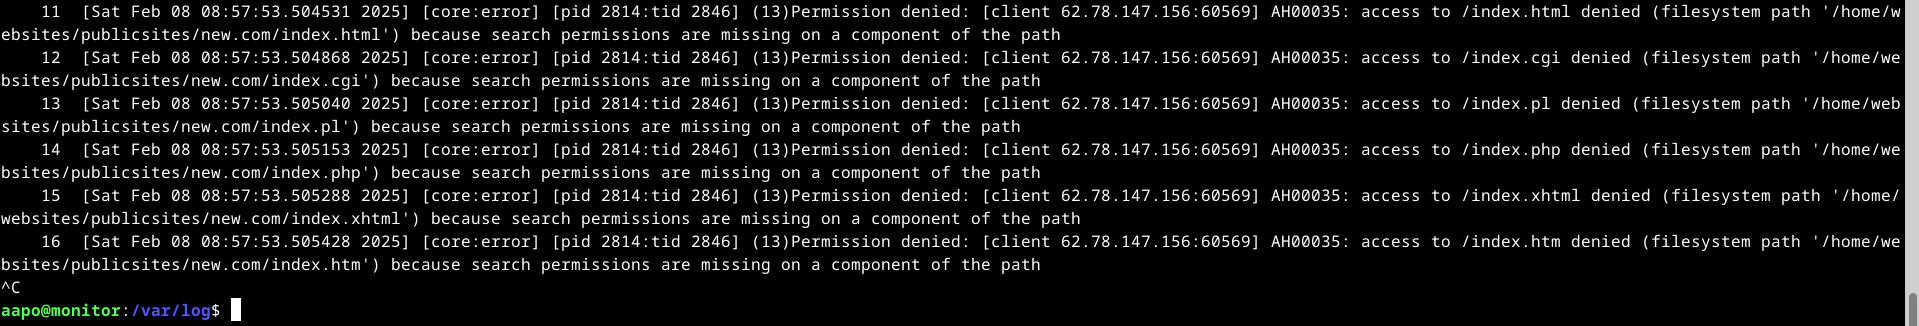 11  [Sat Feb 08 08:57:53.504531 2025] [core:error] [pid 2814:tid 2846] (13)Permission denied: [client 62.78.147.156:60569] AH00035: access to /index.html denied (filesystem path '/home/w
ebsites/publicsites/new.com/index.html') because search permissions are missing on a component of the path
12  [Sat Feb 08 08:57:53.504868 2025] [core:error] [pid 2814:tid 2846] (13)Permission denied: [client 62.78.147.156:60569] AH00035: access to /index.cgi denied (filesystem path '/home/we
bsites/publicsites/new.com/index.cgi') because search permissions are missing on a component of the path
13  [Sat Feb 08 08:57:53.505040 2025] [core:error] [pid 2814:tid 2846] (13)Permission denied: [client 62.78.147.156:60569] AH00035: access to /index.pl denied (filesystem path '/home/web
sites/publicsites/new.com/index.pl') because search permissions are missing on a component of the path
14  [Sat Feb 08 08:57:53.505153 2025] [core:error] [pid 2814:tid 2846] (13)Permission denied: [client 62.78.147.156:60569] AH00035: access to /index.php denied (filesystem path '/home/we
bsites/publicsites/new.com/index.php') because search permissions are missing on a component of the path
15  [Sat Feb 08 08:57:53.505288 2025] [core:error] [pid 2814:tid 2846] (13)Permission denied: [client 62.78.147.156:60569] AH00035: access to /index.xhtml denied (filesystem path '/home/
websites/publicsites/new.com/index.xhtml') because search permissions are missing on a component of the path
16  [Sat Feb 08 08:57:53.505428 2025] [core:error] [pid 2814:tid 2846] (13)Permission denied: [client 62.78.147.156:60569] AH00035: access to /index.htm denied (filesystem path '/home/we
bsites/publicsites/new.com/index.htm') because search permissions are missing on a component of the path
^C
aapo@monitor:/var/log$